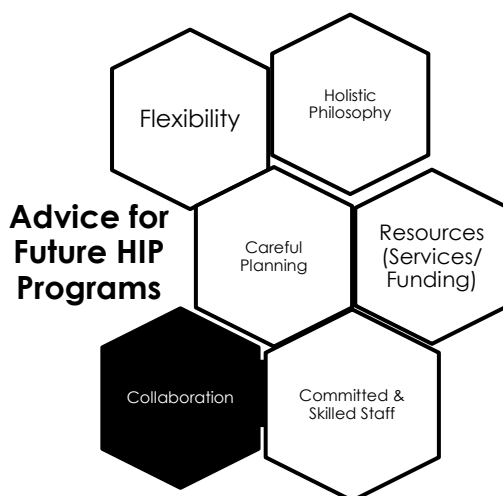 Flexibility
Holistic
Philosophy
Advice for
Future HIP
Programs
Careful
Planning
Resources
(Services/
Funding)
Collaboration
Committed &
Skilled Staff